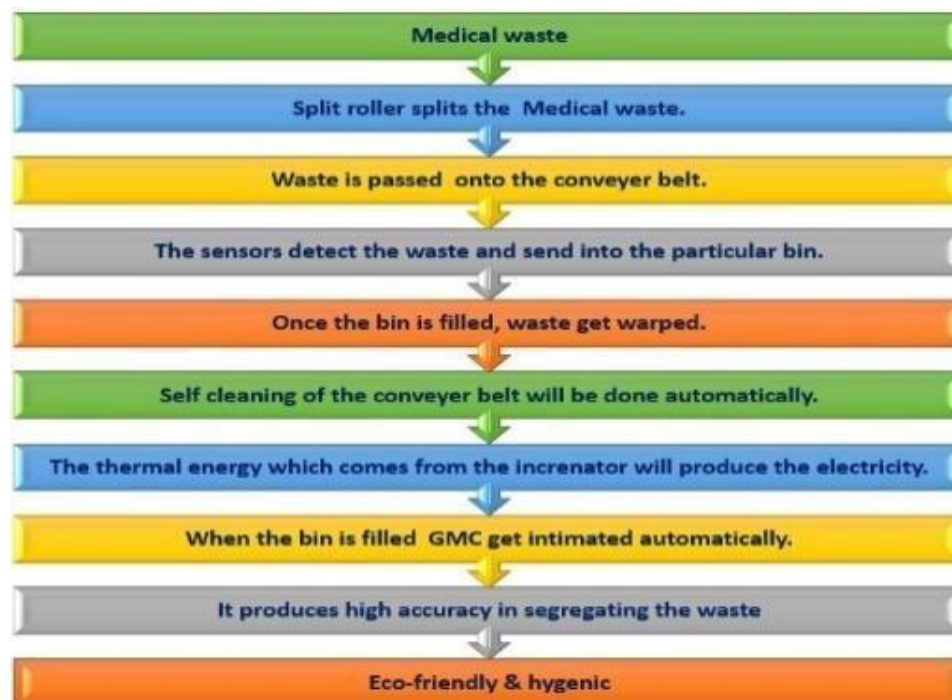 Medical waste
Split roller splits the Medical waste.
Waste is passed onto the conveyer belt.
The sensors detect the waste and send into the particular bin.
Once the bin is filled, waste get warped.
Self cleaning of the conveyer belt will be done automatically.
The thermal energy which comes from the increnator will produce the electricity.
When the bin is filled GMC get intimated automatically.
It produces high accuracy in segregating the waste
Eco-friendly & hygenic